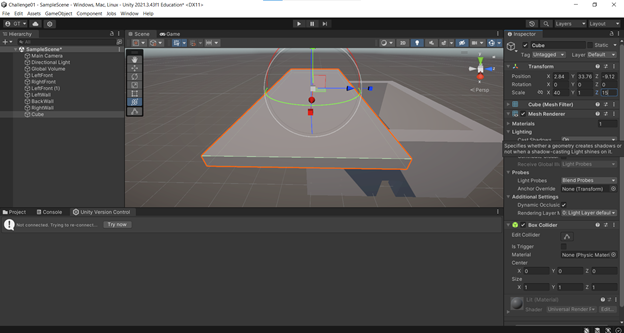 Challenge01 - SampleScene - Windows, Mac, Linux - Unity 2021.3.43f1 Education* <DX11>
File Edit Assets GameObject Component Jobs Window Help
GT
Layers
Layout
Hierarchy
Scene
Game
Inspector
All
SampleScene*
Main Camera
Directional Light
Global Volume
LeftFront
RightFront
LeftFront (1)
LeftWall
BackWall
RightWall
Cube
2D
Persp
Cube
Static
Tag Untagged Layer Default
Transform
Position X 2.84 Y 33.76 Z -9.12
Rotation X 0 Y 0 Z 0
Scale X 40 Y 1 Z 15
Cube (Mesh Filter)
Mesh Renderer
Materials 1
Lighting
Cast Shadows On
Specifies whether a geometry creates shadows or
not when a shadow-casting Light shines on it.
Receive Global Ill Light Probes
Probes
Light Probes Blend Probes
Anchor Override None (Transform)
Additional Settings
Dynamic Occlusion
Rendering Layer M 0: Light Layer default
Box Collider
Edit Collider
Is Trigger
Material None (Physic Materi
Center
X 0 Y 0 Z 0
Size
X 1 Y 1 Z 1
Lit (Material)
Shader Universal Render Edit...
Project
Console
Unity Version Control
Not connected. Trying to re-connect...
Try now